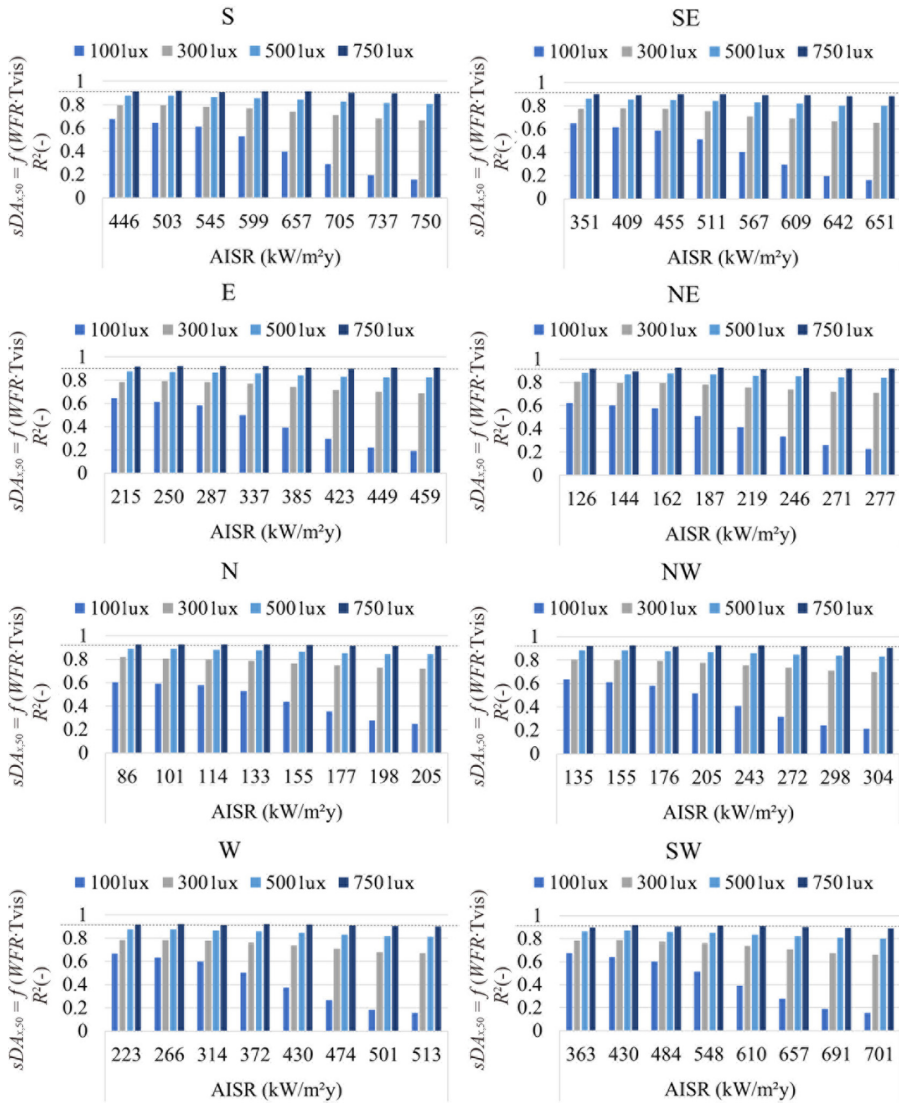 S
100 lux 300 lux 500 lux 750 lux
sDAx,50 = f (WFR·Tvis)
R²(-)
1
0.8
0.6
0.4
0.2
0
446 503 545 599 657 705 737 750
AISR (kW/m²y)
SE
100 lux 300 lux 500 lux 750 lux
sDAx,50 = f (WFR·Tvis)
R²(-)
1
0.8
0.6
0.4
0.2
0
351 409 455 511 567 609 642 651
AISR (kW/m²y)
E
100 lux 300 lux 500 lux 750 lux
sDAx,50 = f (WFR·Tvis)
R²(-)
1
0.8
0.6
0.4
0.2
0
215 250 287 337 385 423 449 459
AISR (kW/m²y)
NE
100 lux 300 lux 500 lux 750 lux
sDAx,50 = f (WFR·Tvis)
R²(-)
1
0.8
0.6
0.4
0.2
0
126 144 162 187 219 246 271 277
AISR (kW/m²y)
N
100 lux 300 lux 500 lux 750 lux
sDAx,50 = f (WFR·Tvis)
R²(-)
1
0.8
0.6
0.4
0.2
0
86 101 114 133 155 177 198 205
AISR (kW/m²y)
NW
100 lux 300 lux 500 lux 750 lux
sDAx,50 = f (WFR·Tvis)
R²(-)
1
0.8
0.6
0.4
0.2
0
135 155 176 205 243 272 298 304
AISR (kW/m²y)
W
100 lux 300 lux 500 lux 750 lux
sDAx,50 = f (WFR·Tvis)
R²(-)
1
0.8
0.6
0.4
0.2
0
223 266 314 372 430 474 501 513
AISR (kW/m²y)
SW
100 lux 300 lux 500 lux 750 lux
sDAx,50 = f (WFR·Tvis)
R²(-)
1
0.8
0.6
0.4
0.2
0
363 430 484 548 610 657 691 701
AISR (kW/m²y)